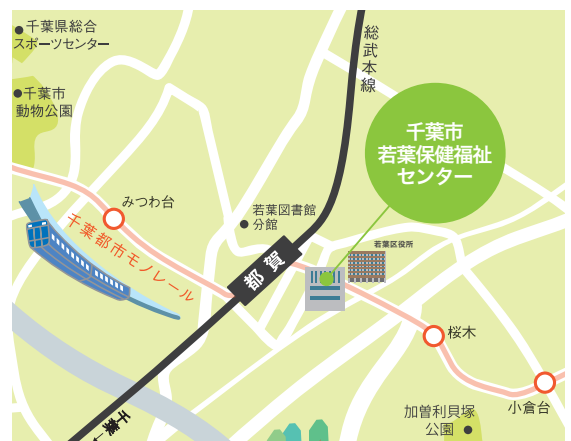 千葉県総合
スポーツセンター
千葉市
動物公園
総武本線
千葉市
若葉保健福祉
センター
みつわ台
千葉都市モノレール
若葉図書館
分館
若葉区役所
都賀
桜木
小倉台
加曽利貝塚
公園
千葉